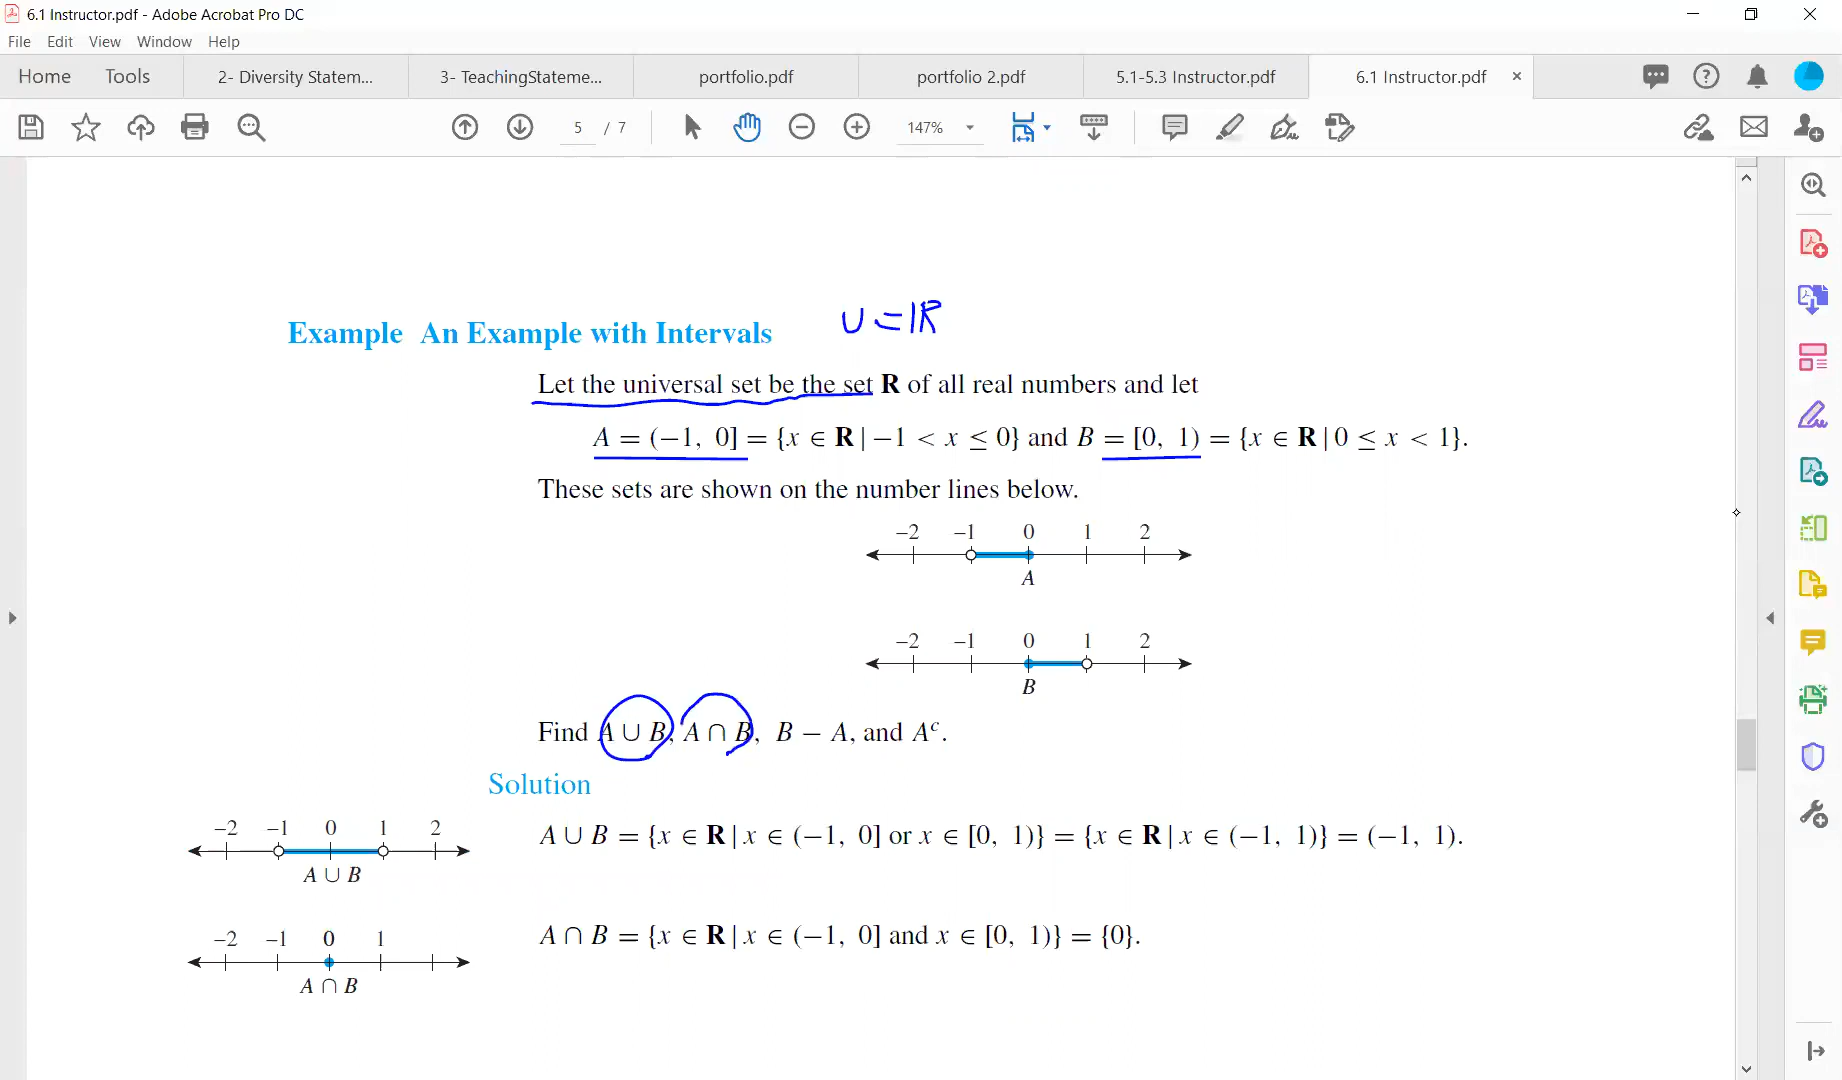 6.1 Instructor.pdf - Adobe Acrobat Pro DC
File Edit View Window Help
Home Tools 2- Diversity Statem... 3- TeachingStateme... portfolio.pdf portfolio 2.pdf 5.1-5.3 Instructor.pdf 6.1 Instructor.pdf ×
5 / 7 147%
U = ℝ
Example An Example with Intervals
Let the universal set be the set R of all real numbers and let
A = (−1, 0] = {x ∈ R | −1 < x ≤ 0} and B = [0, 1) = {x ∈ R | 0 ≤ x < 1}.
These sets are shown on the number lines below.
−2 −1 0 1 2
A
−2 −1 0 1 2
B
Find A ∪ B, A ∩ B, B − A, and Aᶜ.
Solution
−2 −1 0 1 2
A ∪ B
A ∪ B = {x ∈ R | x ∈ (−1, 0] or x ∈ [0, 1)} = {x ∈ R | x ∈ (−1, 1)} = (−1, 1).
−2 −1 0 1
A ∩ B
A ∩ B = {x ∈ R | x ∈ (−1, 0] and x ∈ [0, 1)} = {0}.